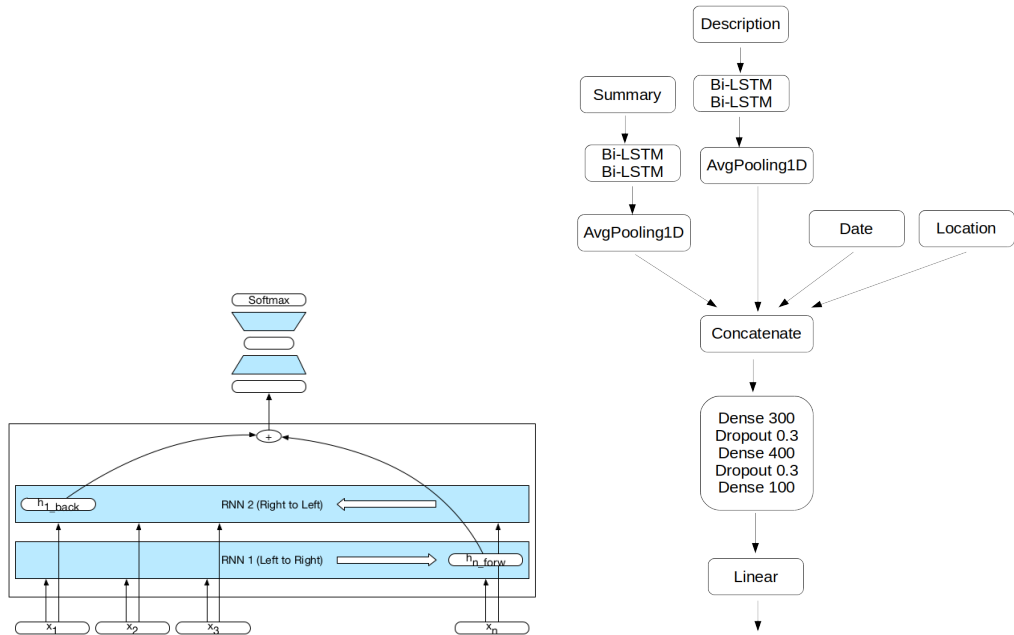 Softmax
+
h1_back
RNN 2 (Right to Left)
RNN 1 (Left to Right)
hn_forw
x1
x2
x3
xn
Description
Bi-LSTM
Bi-LSTM
AvgPooling1D
Summary
Bi-LSTM
Bi-LSTM
AvgPooling1D
Date
Location
Concatenate
Dense 300
Dropout 0.3
Dense 400
Dropout 0.3
Dense 100
Linear